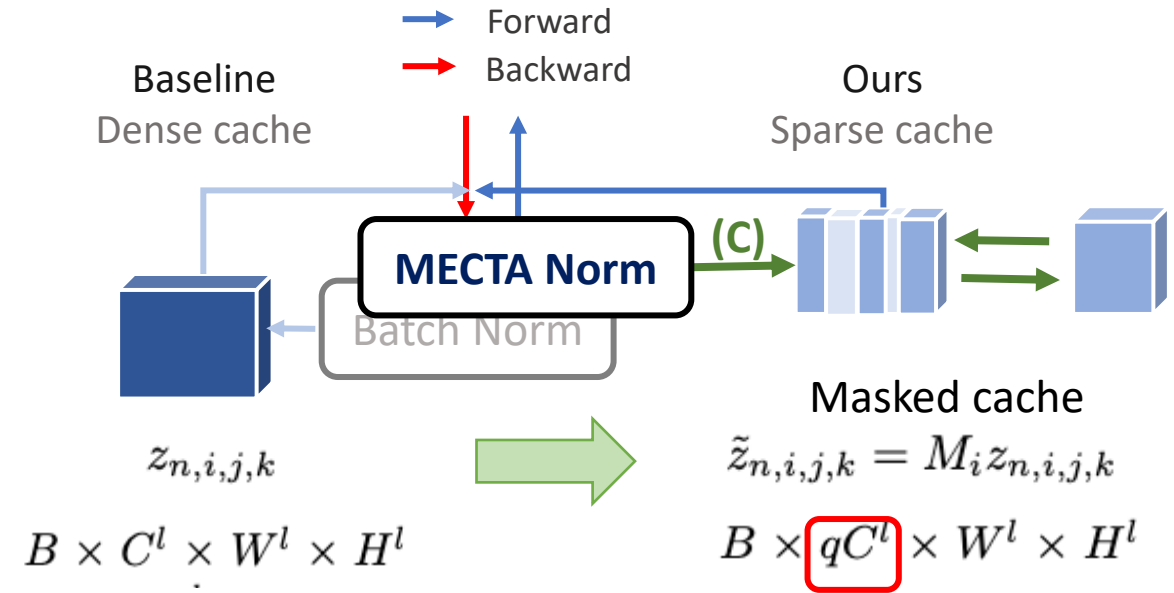 Forward
Backward
Baseline
Dense cache
Ours
Sparse cache
(C)
MECTA Norm
Batch Norm
Masked cache
$z_{n,i,j,k}$
$\tilde{z}_{n,i,j,k} = M_i z_{n,i,j,k}$
$B \times C^l \times W^l \times H^l$
$B \times qC^l \times W^l \times H^l$